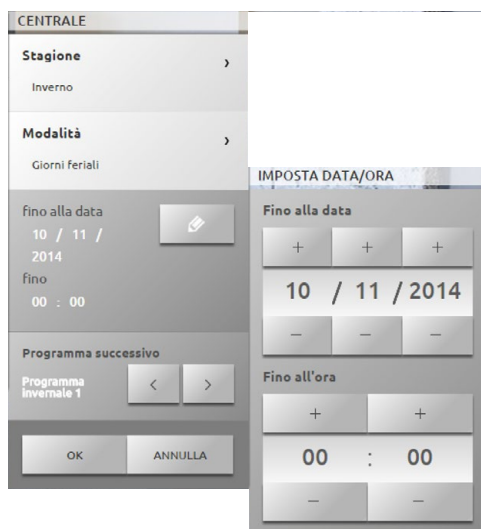 CENTRALE
Stagione
›
Inverno
Modalità
›
Giorni feriali
fino alla data
10 / 11 /
2014
fino
00 : 00
Programma successivo
Programma
invernale 1
< >
OK ANNULLA
IMPOSTA DATA/ORA
Fino alla data
+ + +
10 / 11 / 2014
– – –
Fino all'ora
+ +
00 : 00
– –